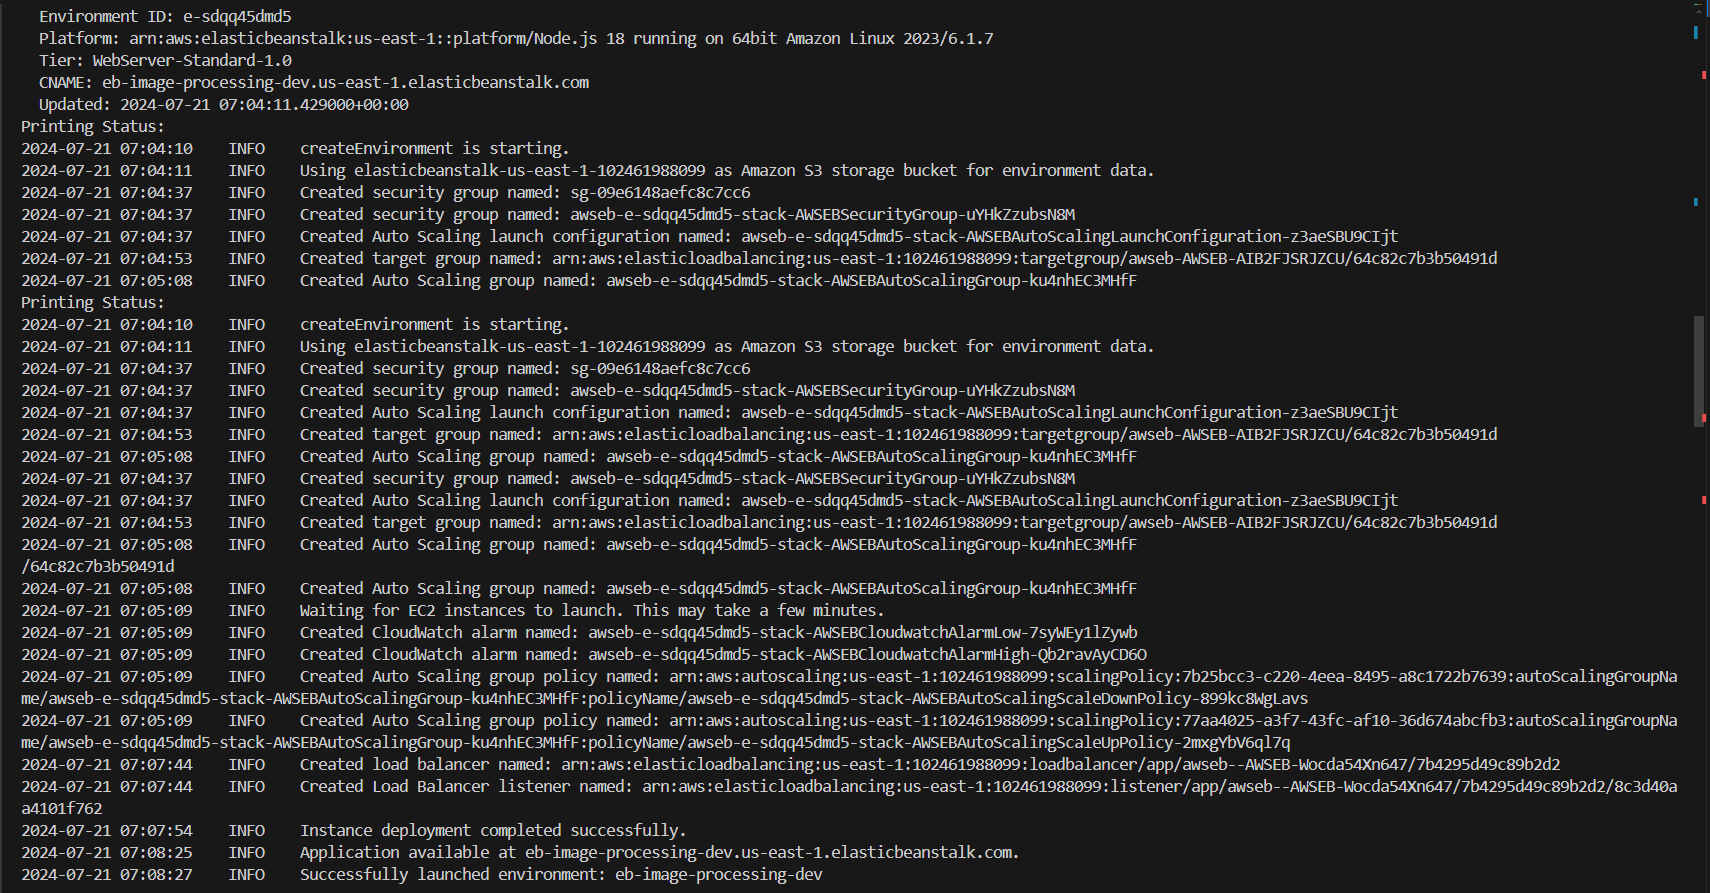 Environment ID: e-sdqq45dmd5
Platform: arn:aws:elasticbeanstalk:us-east-1::platform/Node.js 18 running on 64bit Amazon Linux 2023/6.1.7
Tier: WebServer-Standard-1.0
CNAME: eb-image-processing-dev.us-east-1.elasticbeanstalk.com
Updated: 2024-07-21 07:04:11.429000+00:00
Printing Status:
2024-07-21 07:04:10    INFO    createEnvironment is starting.
2024-07-21 07:04:11    INFO    Using elasticbeanstalk-us-east-1-102461988099 as Amazon S3 storage bucket for environment data.
2024-07-21 07:04:37    INFO    Created security group named: sg-09e6148aefc8c7cc6
2024-07-21 07:04:37    INFO    Created security group named: awseb-e-sdqq45dmd5-stack-AWSEBSecurityGroup-uYHkZzubsN8M
2024-07-21 07:04:37    INFO    Created Auto Scaling launch configuration named: awseb-e-sdqq45dmd5-stack-AWSEBAutoScalingLaunchConfiguration-z3aeSBU9CIjt
2024-07-21 07:04:53    INFO    Created target group named: arn:aws:elasticloadbalancing:us-east-1:102461988099:targetgroup/awseb-AWSEB-AIB2FJSRJZCU/64c82c7b3b50491d
2024-07-21 07:05:08    INFO    Created Auto Scaling group named: awseb-e-sdqq45dmd5-stack-AWSEBAutoScalingGroup-ku4nhEC3MHfF
Printing Status:
2024-07-21 07:04:10    INFO    createEnvironment is starting.
2024-07-21 07:04:11    INFO    Using elasticbeanstalk-us-east-1-102461988099 as Amazon S3 storage bucket for environment data.
2024-07-21 07:04:37    INFO    Created security group named: sg-09e6148aefc8c7cc6
2024-07-21 07:04:37    INFO    Created security group named: awseb-e-sdqq45dmd5-stack-AWSEBSecurityGroup-uYHkZzubsN8M
2024-07-21 07:04:37    INFO    Created Auto Scaling launch configuration named: awseb-e-sdqq45dmd5-stack-AWSEBAutoScalingLaunchConfiguration-z3aeSBU9CIjt
2024-07-21 07:04:53    INFO    Created target group named: arn:aws:elasticloadbalancing:us-east-1:102461988099:targetgroup/awseb-AWSEB-AIB2FJSRJZCU/64c82c7b3b50491d
2024-07-21 07:05:08    INFO    Created Auto Scaling group named: awseb-e-sdqq45dmd5-stack-AWSEBAutoScalingGroup-ku4nhEC3MHfF
2024-07-21 07:04:37    INFO    Created security group named: awseb-e-sdqq45dmd5-stack-AWSEBSecurityGroup-uYHkZzubsN8M
2024-07-21 07:04:37    INFO    Created Auto Scaling launch configuration named: awseb-e-sdqq45dmd5-stack-AWSEBAutoScalingLaunchConfiguration-z3aeSBU9CIjt
2024-07-21 07:04:53    INFO    Created target group named: arn:aws:elasticloadbalancing:us-east-1:102461988099:targetgroup/awseb-AWSEB-AIB2FJSRJZCU/64c82c7b3b50491d
2024-07-21 07:05:08    INFO    Created Auto Scaling group named: awseb-e-sdqq45dmd5-stack-AWSEBAutoScalingGroup-ku4nhEC3MHfF
/64c82c7b3b50491d
2024-07-21 07:05:08    INFO    Created Auto Scaling group named: awseb-e-sdqq45dmd5-stack-AWSEBAutoScalingGroup-ku4nhEC3MHfF
2024-07-21 07:05:09    INFO    Waiting for EC2 instances to launch. This may take a few minutes.
2024-07-21 07:05:09    INFO    Created CloudWatch alarm named: awseb-e-sdqq45dmd5-stack-AWSEBCloudwatchAlarmLow-7syWEy1lZywb
2024-07-21 07:05:09    INFO    Created CloudWatch alarm named: awseb-e-sdqq45dmd5-stack-AWSEBCloudwatchAlarmHigh-Qb2ravAyCD6O
2024-07-21 07:05:09    INFO    Created Auto Scaling group policy named: arn:aws:autoscaling:us-east-1:102461988099:scalingPolicy:7b25bcc3-c220-4eea-8495-a8c1722b7639:autoScalingGroupNa
me/awseb-e-sdqq45dmd5-stack-AWSEBAutoScalingGroup-ku4nhEC3MHfF:policyName/awseb-e-sdqq45dmd5-stack-AWSEBAutoScalingScaleDownPolicy-899kc8WgLavs
2024-07-21 07:05:09    INFO    Created Auto Scaling group policy named: arn:aws:autoscaling:us-east-1:102461988099:scalingPolicy:77aa4025-a3f7-43fc-af10-36d674abcfb3:autoScalingGroupNa
me/awseb-e-sdqq45dmd5-stack-AWSEBAutoScalingGroup-ku4nhEC3MHfF:policyName/awseb-e-sdqq45dmd5-stack-AWSEBAutoScalingScaleUpPolicy-2mxgYbV6ql7q
2024-07-21 07:07:44    INFO    Created load balancer named: arn:aws:elasticloadbalancing:us-east-1:102461988099:loadbalancer/app/awseb--AWSEB-Wocda54Xn647/7b4295d49c89b2d2
2024-07-21 07:07:44    INFO    Created Load Balancer listener named: arn:aws:elasticloadbalancing:us-east-1:102461988099:listener/app/awseb--AWSEB-Wocda54Xn647/7b4295d49c89b2d2/8c3d40a
a4101f762
2024-07-21 07:07:54    INFO    Instance deployment completed successfully.
2024-07-21 07:08:25    INFO    Application available at eb-image-processing-dev.us-east-1.elasticbeanstalk.com.
2024-07-21 07:08:27    INFO    Successfully launched environment: eb-image-processing-dev